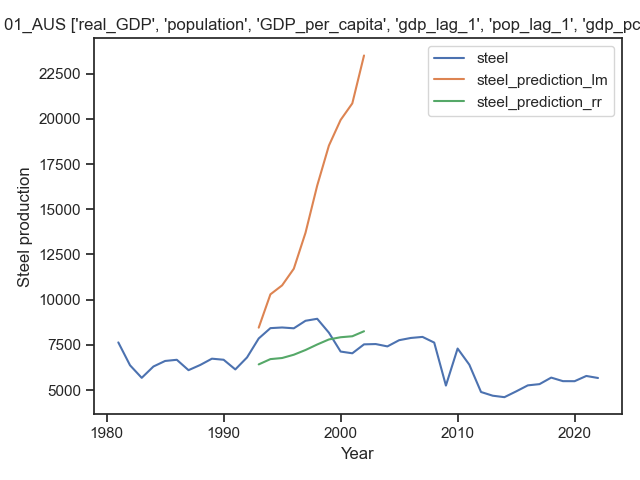 01_AUS ['real_GDP', 'population', 'GDP_per_capita', 'gdp_lag_1', 'pop_lag_1', 'gdp_pc
steel
steel_prediction_lm
steel_prediction_rr
22500
20000
17500
15000
12500
10000
7500
5000
Steel production
1980 1990 2000 2010 2020
Year